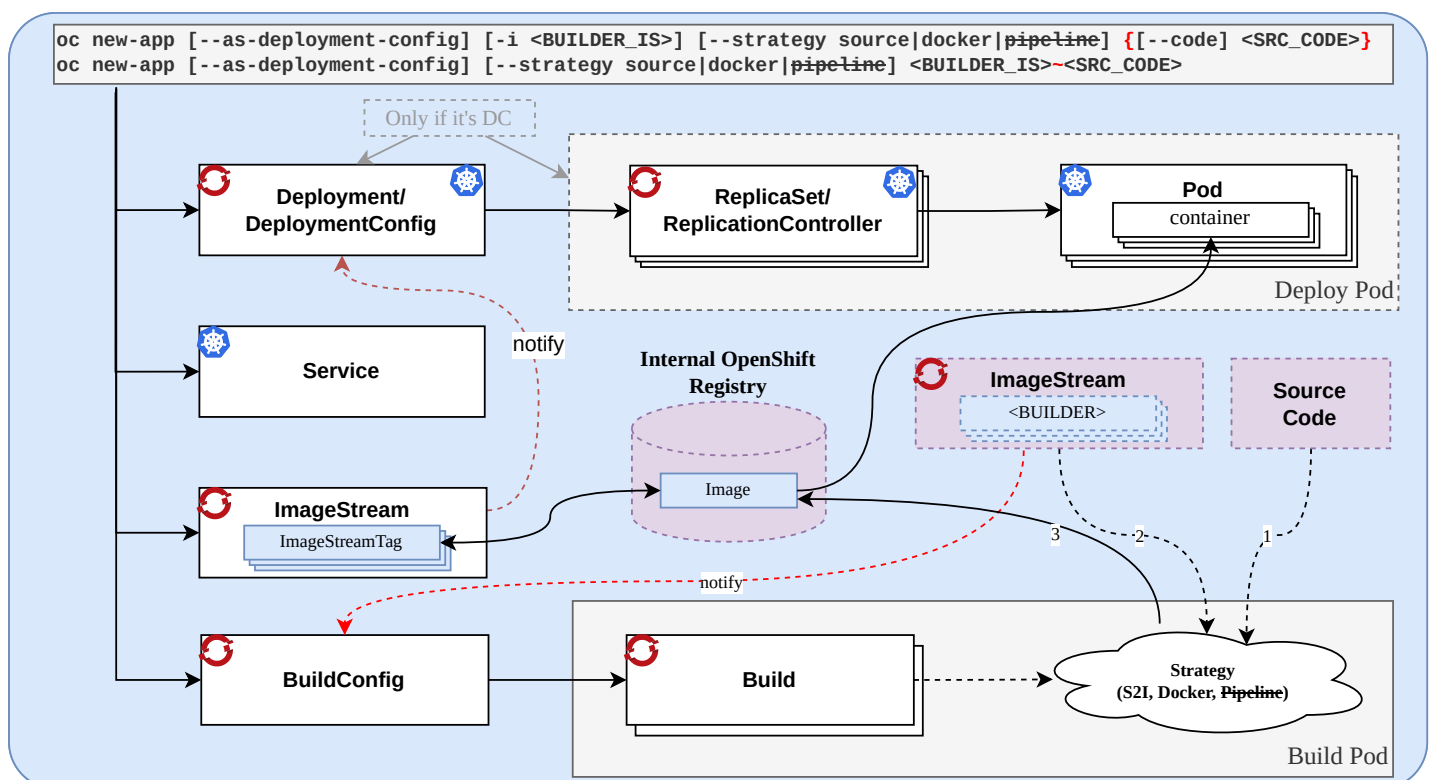 oc new-app [--as-deployment-config] [-i <BUILDER_IS>] [--strategy source|docker|pipeline] {[--code] <SRC_CODE>}
oc new-app [--as-deployment-config] [--strategy source|docker|pipeline] <BUILDER_IS>~<SRC_CODE>
Only if it's DC
Deployment/
DeploymentConfig
ReplicaSet/
ReplicationController
Pod
container
Deploy Pod
notify
Service
Internal OpenShift
Registry
Image
ImageStream
<BUILDER>
Source
Code
ImageStream
ImageStreamTag
3
2
1
notify
BuildConfig
Build
Strategy
(S2I, Docker, Pipeline)
Build Pod